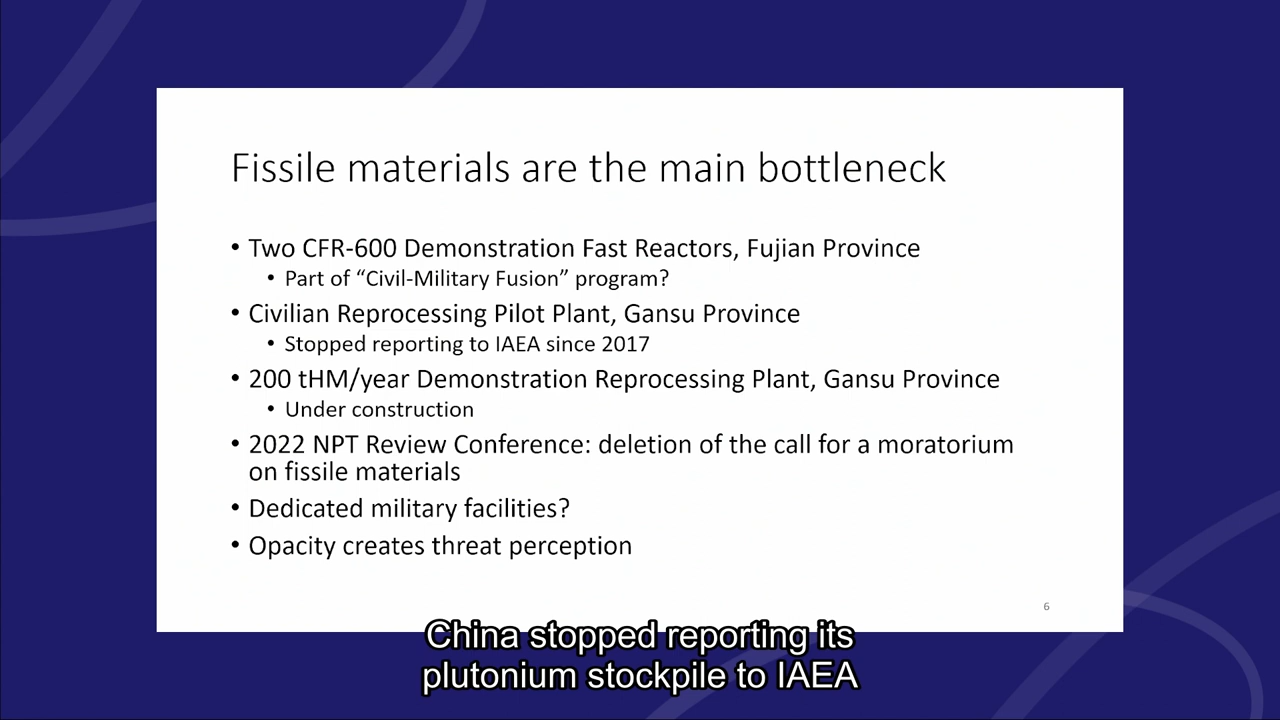 Fissile materials are the main bottleneck
• Two CFR-600 Demonstration Fast Reactors, Fujian Province
• Part of “Civil-Military Fusion” program?
• Civilian Reprocessing Pilot Plant, Gansu Province
• Stopped reporting to IAEA since 2017
• 200 tHM/year Demonstration Reprocessing Plant, Gansu Province
• Under construction
• 2022 NPT Review Conference: deletion of the call for a moratorium
on fissile materials
• Dedicated military facilities?
• Opacity creates threat perception
6
China stopped reporting its
plutonium stockpile to IAEA